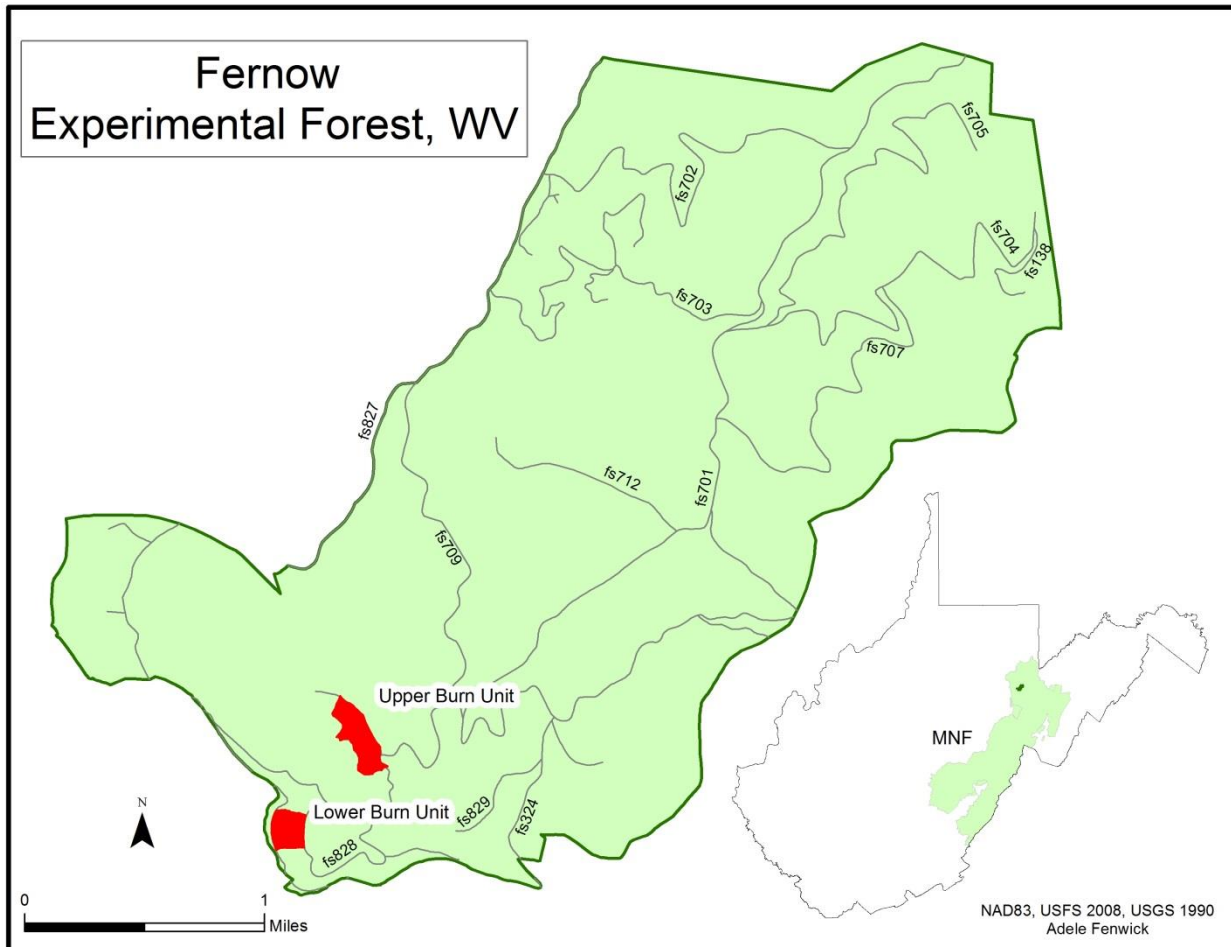 Fernow
Experimental Forest, WV
fs705
fs702
fs704
fs138
fs703
fs707
fs827
fs712
fs701
fs709
Upper Burn Unit
MNF
Lower Burn Unit
fs829
fs324
fs828
N
0 1
Miles
NAD83, USFS 2008, USGS 1990
Adele Fenwick